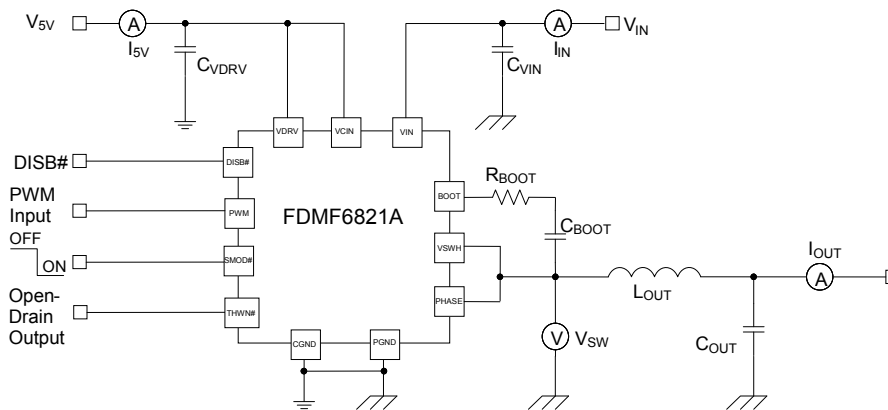 V5V
A
I5V
CVDRV
A
IIN
VIN
CVIN
VDRV
VCIN
VIN
DISB#
DISB#
PWM
Input
PWM
OFF
ON
SMOD#
Open-
Drain
Output
THWN#
FDMF6821A
BOOT
RBOOT
CBOOT
VSWH
PHASE
CGND
PGND
V
VSW
LOUT
IOUT
A
COUT